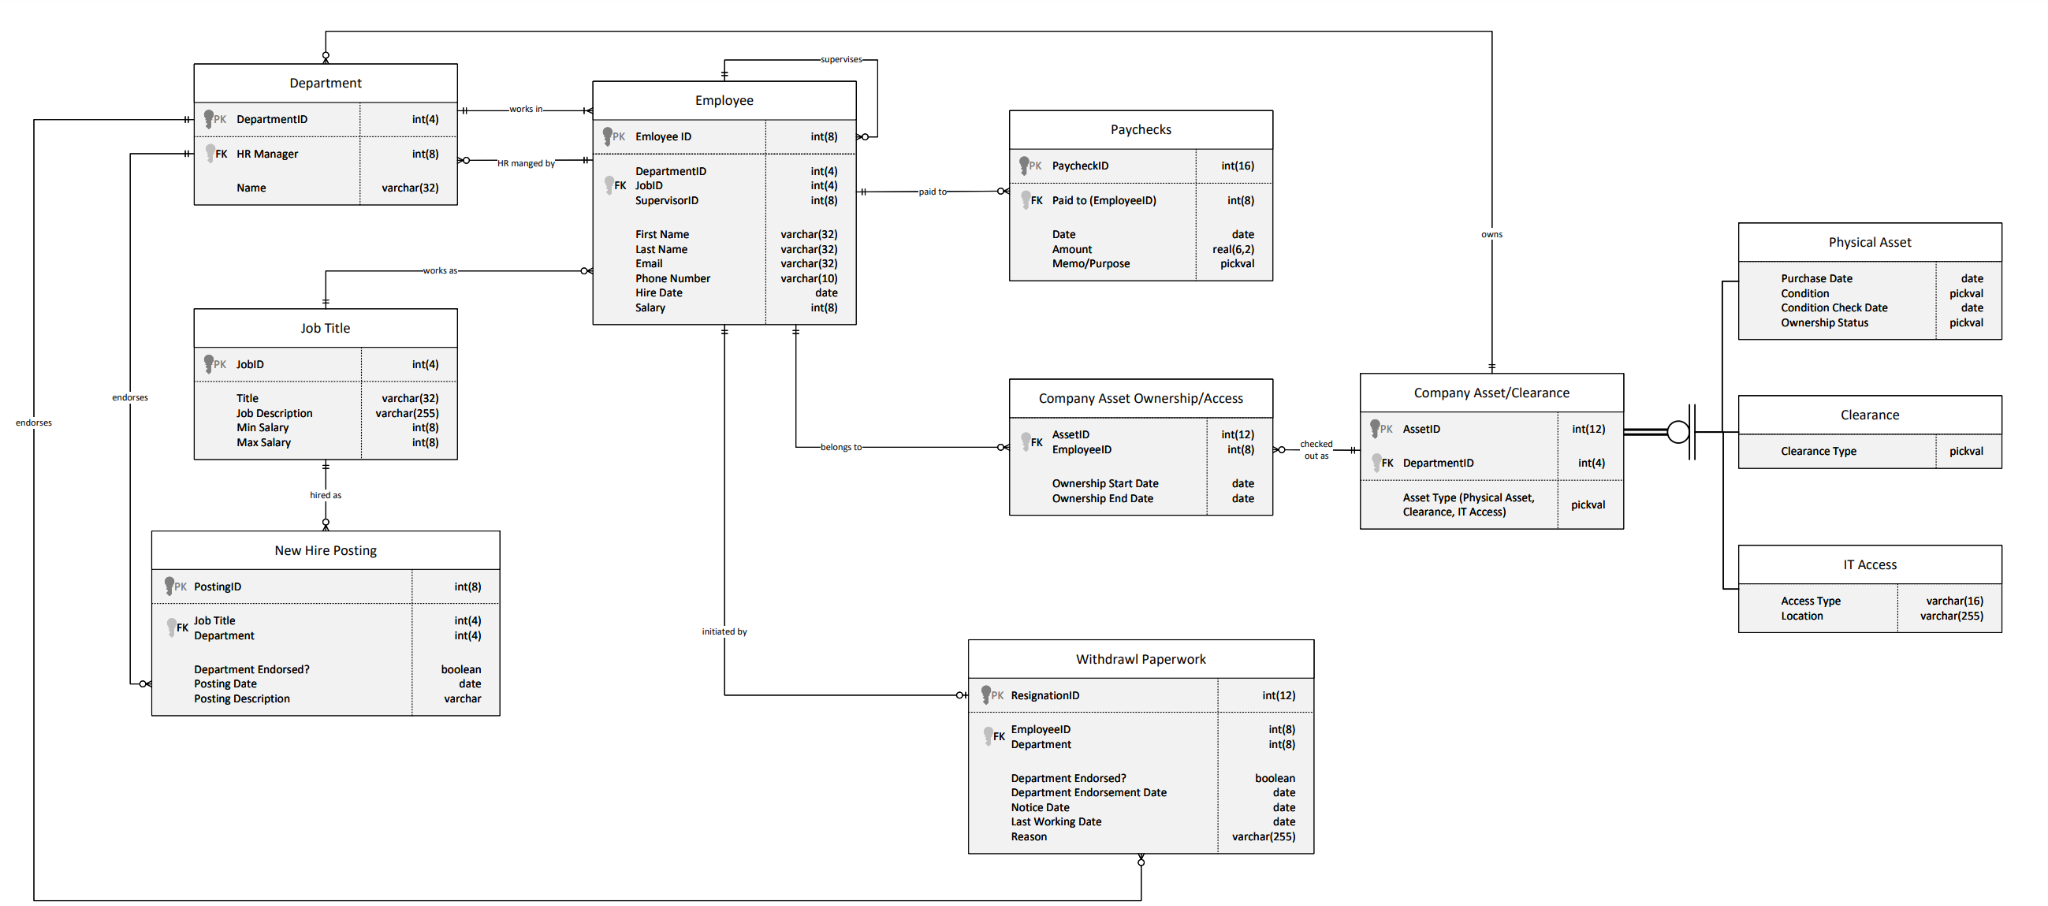 Department
PK DepartmentID int(4)
FK HR Manager int(8)
Name varchar(32)
works in
HR manged by
supervises
Employee
PK Emloyee ID int(8)
DepartmentID int(4)
FK JobID int(4)
SupervisorID int(8)
First Name varchar(32)
Last Name varchar(32)
Email varchar(32)
Phone Number varchar(10)
Hire Date date
Salary int(8)
paid to
Paychecks
PK PaycheckID int(16)
FK Paid to (EmployeeID) int(8)
Date date
Amount real(6,2)
Memo/Purpose pickval
owns
works as
Job Title
PK JobID int(4)
Title varchar(32)
Job Description varchar(255)
Min Salary int(8)
Max Salary int(8)
endorses
endorses
hired as
New Hire Posting
PK PostingID int(8)
FK Job Title int(4)
Department int(4)
Department Endorsed? boolean
Posting Date date
Posting Description varchar
belongs to
Company Asset Ownership/Access
FK AssetID int(12)
EmployeeID int(8)
Ownership Start Date date
Ownership End Date date
checked
out as
Company Asset/Clearance
PK AssetID int(12)
FK DepartmentID int(4)
Asset Type (Physical Asset,
Clearance, IT Access) pickval
Physical Asset
Purchase Date date
Condition pickval
Condition Check Date date
Ownership Status pickval
Clearance
Clearance Type pickval
IT Access
Access Type varchar(16)
Location varchar(255)
initiated by
Withdrawl Paperwork
PK ResignationID int(12)
FK EmployeeID int(8)
Department int(8)
Department Endorsed? boolean
Department Endorsement Date date
Notice Date date
Last Working Date date
Reason varchar(255)